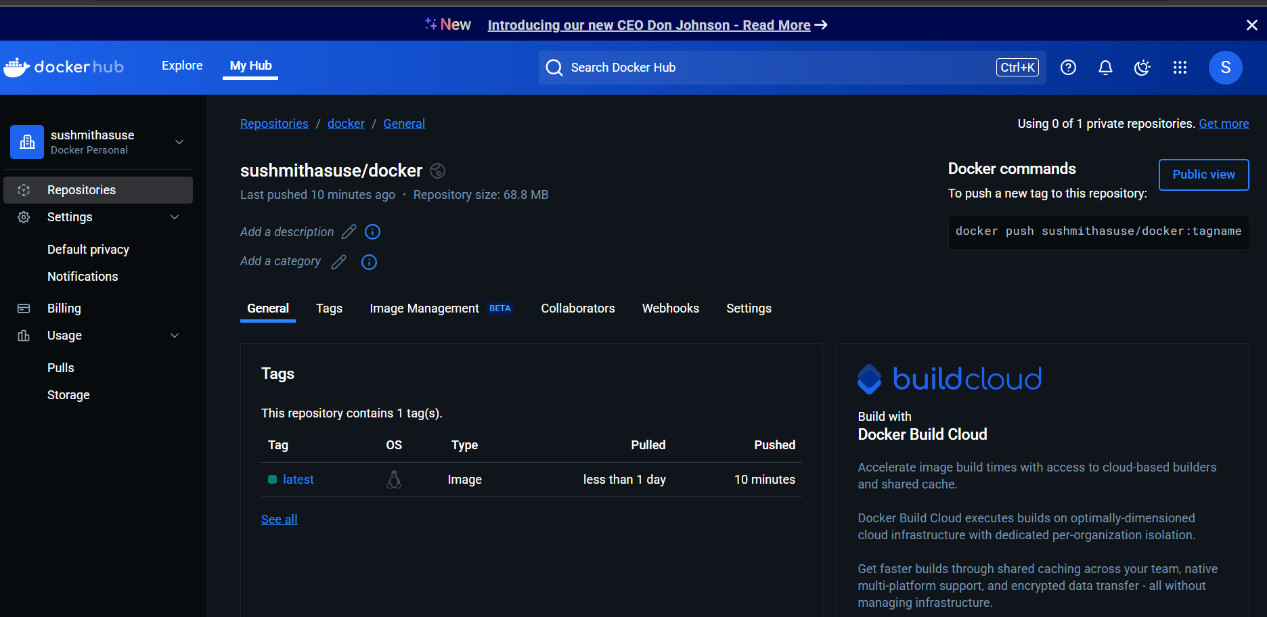 New Introducing our new CEO Don Johnson - Read More →
dockerhub Explore My Hub Search Docker Hub Ctrl+K S
sushmithasuse
Docker Personal
Repositories
Settings
Default privacy
Notifications
Billing
Usage
Pulls
Storage
Repositories / docker / General
Using 0 of 1 private repositories. Get more
sushmithasuse/docker
Last pushed 10 minutes ago • Repository size: 68.8 MB
Add a description
Add a category
Docker commands
Public view
To push a new tag to this repository:
docker push sushmithasuse/docker:tagname
General Tags Image Management BETA Collaborators Webhooks Settings
Tags
This repository contains 1 tag(s).
Tag OS Type Pulled Pushed
latest Image less than 1 day 10 minutes
See all
buildcloud
Build with
Docker Build Cloud
Accelerate image build times with access to cloud-based builders
and shared cache.
Docker Build Cloud executes builds on optimally-dimensioned
cloud infrastructure with dedicated per-organization isolation.
Get faster builds through shared caching across your team, native
multi-platform support, and encrypted data transfer - all without
managing infrastructure.